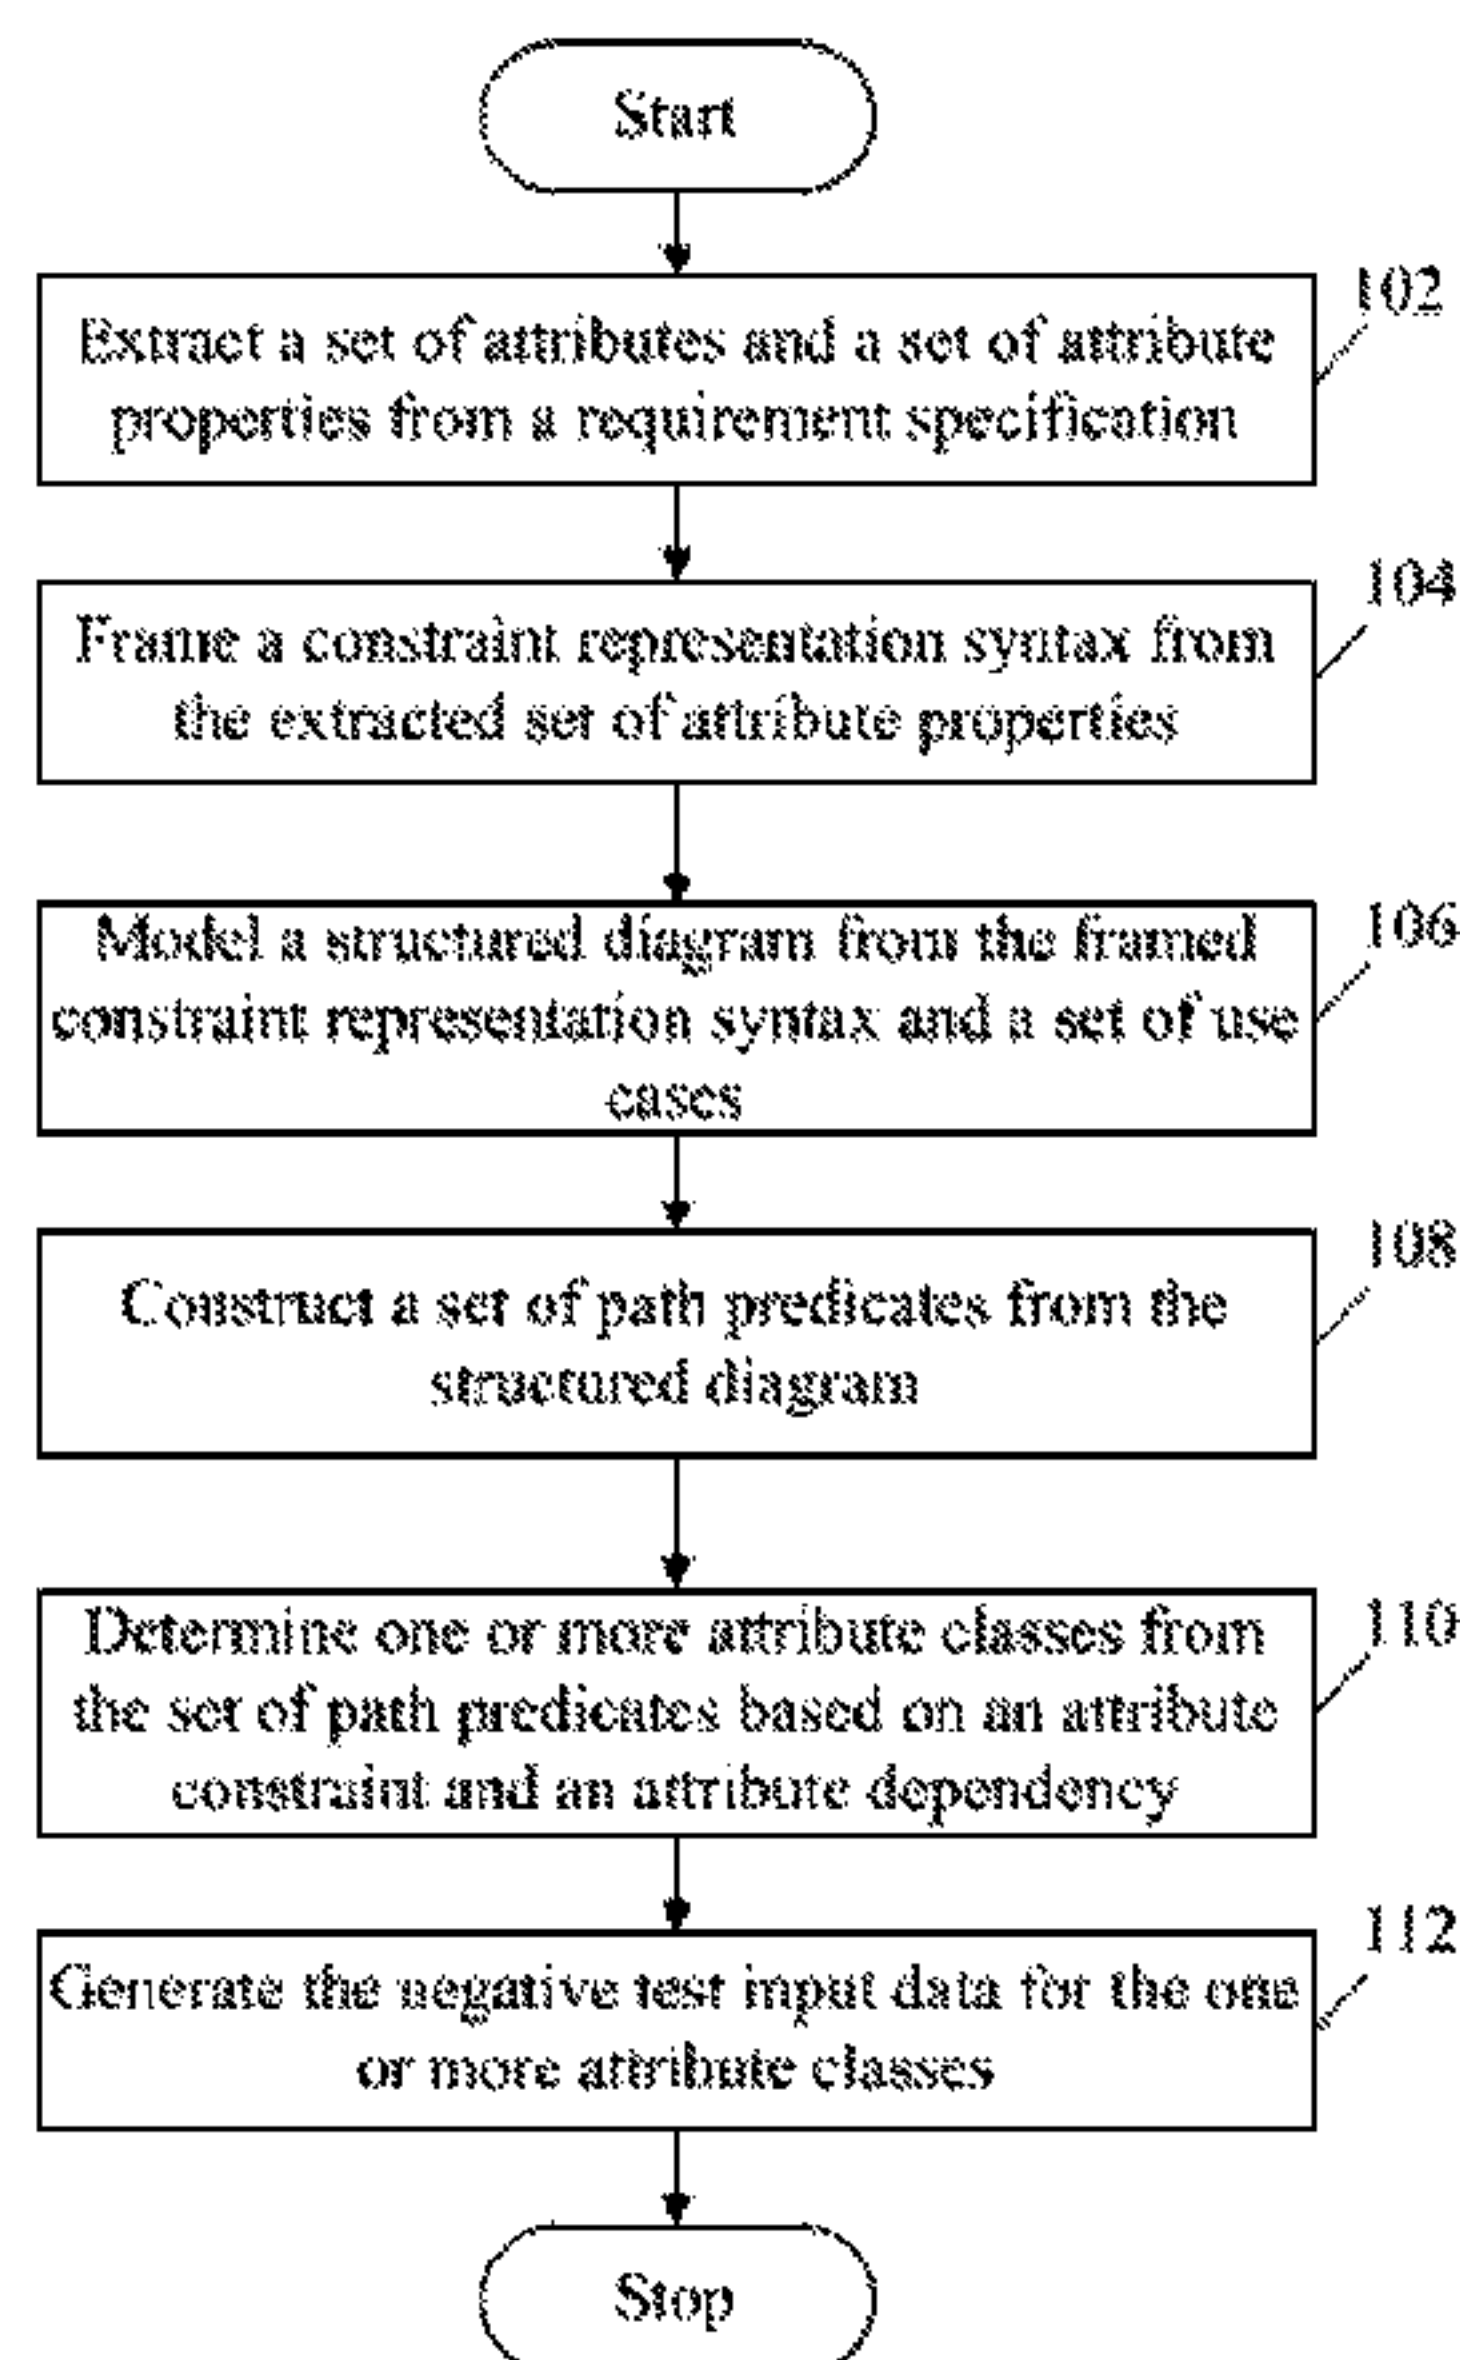 Start
102
Extract a set of attributes and a set of attribute
properties from a requirement specification
104
Frame a constraint representation syntax from
the extracted set of attribute properties
106
Model a structured diagram from the framed
constraint representation syntax and a set of use
cases
108
Construct a set of path predicates from the
structured diagram
110
Determine one or more attribute classes from
the set of path predicates based on an attribute
constraint and an attribute dependency
112
Generate the negative test input data for the one
or more attribute classes
Stop